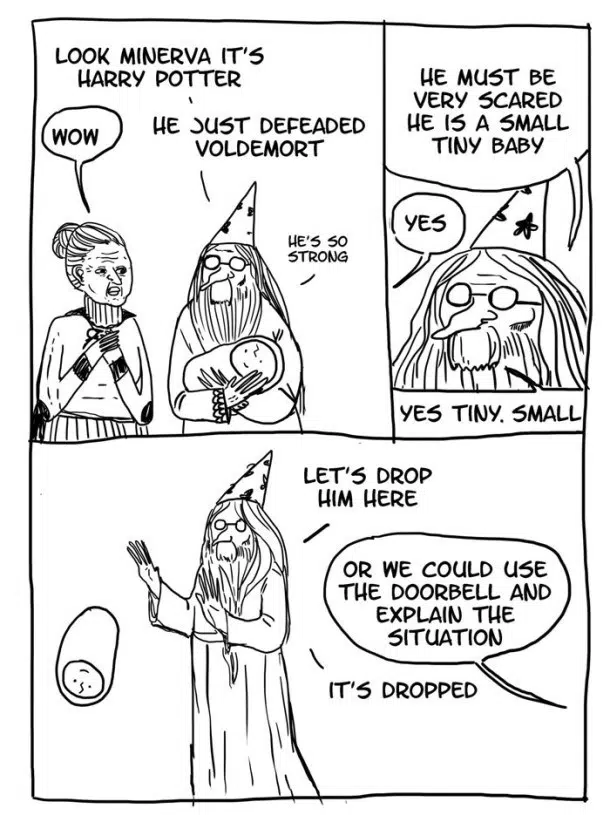 LOOK MINERVA IT'S
HARRY POTTER
WOW
HE JUST DEFEADED
VOLDEMORT
HE'S SO
STRONG
HE MUST BE
VERY SCARED
HE IS A SMALL
TINY BABY
YES
YES TINY. SMALL
LET'S DROP
HIM HERE
OR WE COULD USE
THE DOORBELL AND
EXPLAIN THE
SITUATION
IT'S DROPPED